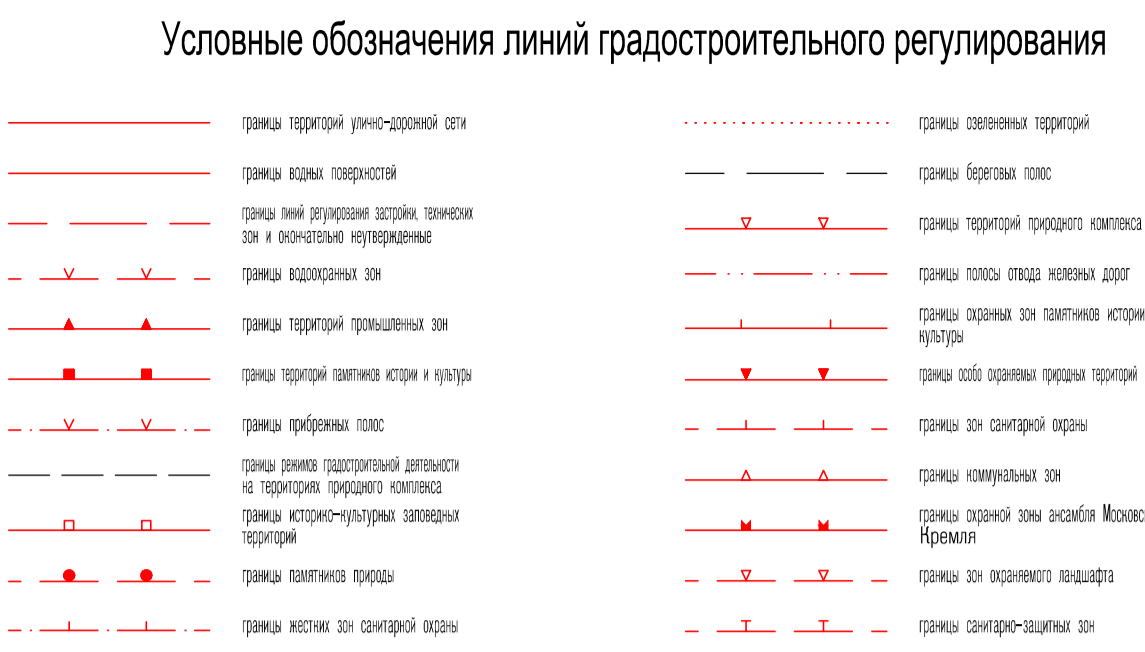 Условные обозначения линий градостроительного регулирования
границы территорий улично-дорожной сети
границы водных поверхностей
границы линий регулирования застройки, технических
зон и окончательно неутвержденные
границы водоохранных зон
границы территорий промышленных зон
границы территорий памятников истории и культуры
границы прибрежных полос
границы режимов градостроительной деятельности
на территориях природного комплекса
границы историко-культурных заповедных
территорий
границы памятников природы
границы жестких зон санитарной охраны
границы озелененных территорий
границы береговых полос
границы территорий природного комплекса
границы полосы отвода железных дорог
границы охранных зон памятников истории
культуры
границы особо охраняемых природных территорий
границы зон санитарной охраны
границы коммунальных зон
границы охранной зоны ансамбля
Кремля
границы зон охраняемого ландшафта
границы санитарно-защитных зон